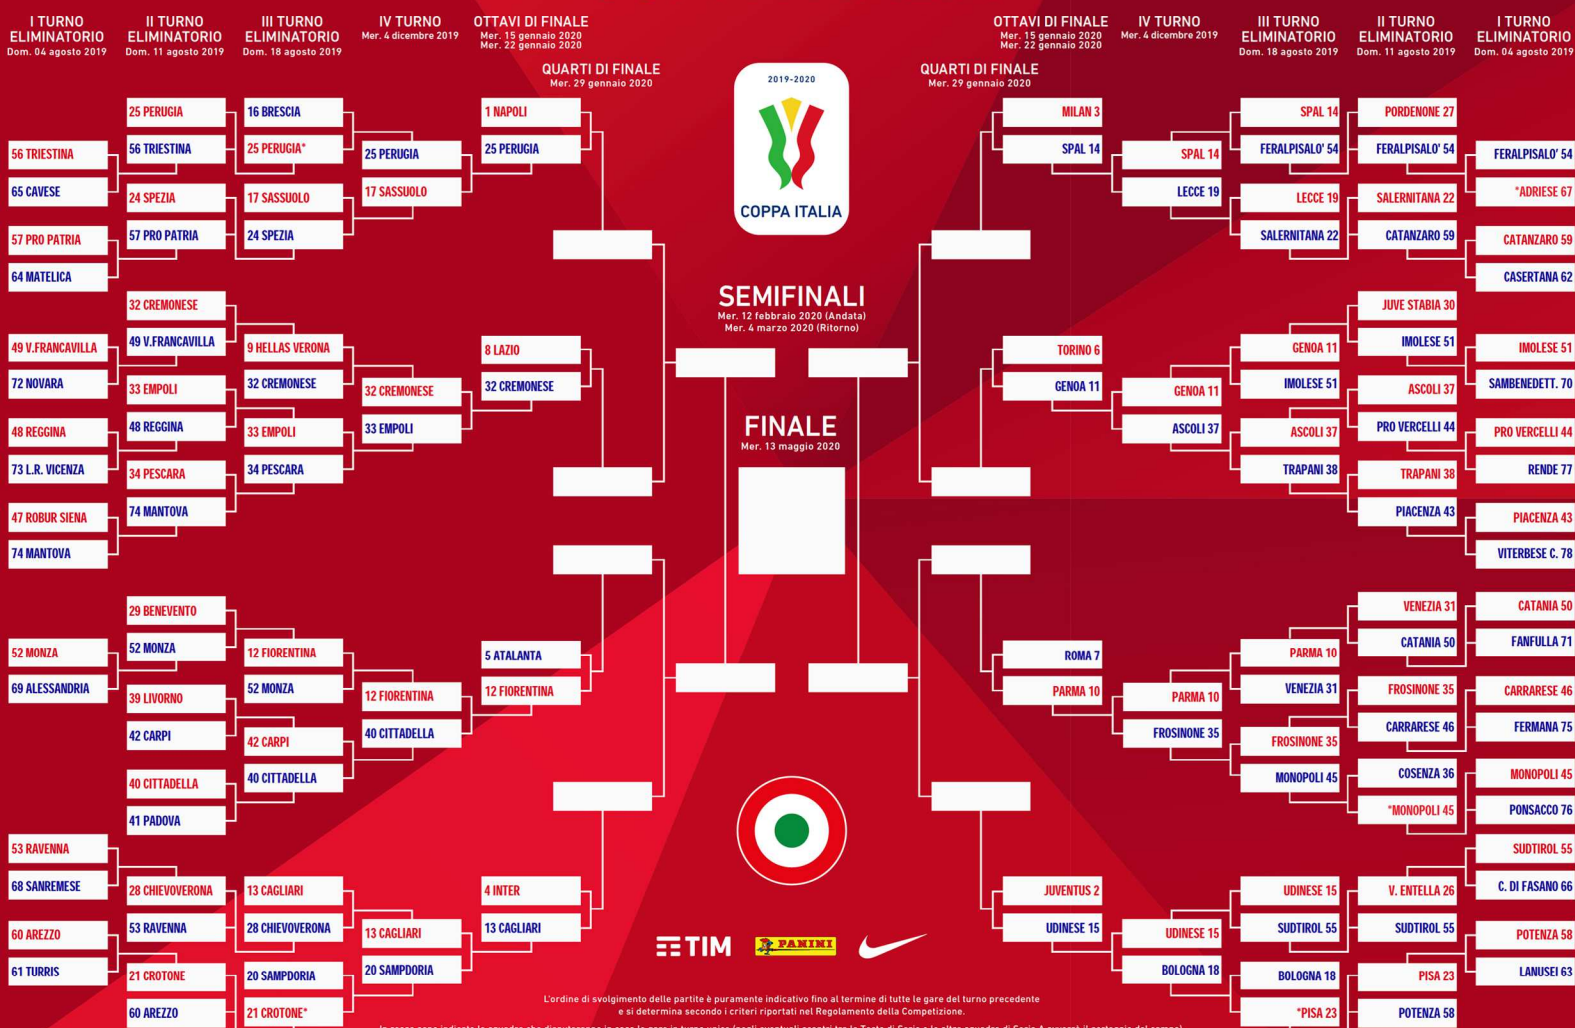 I TURNO
ELIMINATORIO
Dom. 04 agosto 2019
II TURNO
ELIMINATORIO
Dom. 11 agosto 2019
III TURNO
ELIMINATORIO
Dom. 18 agosto 2019
IV TURNO
Mer. 4 dicembre 2019
OTTAVI DI FINALE
Mer. 15 gennaio 2020
Mer. 22 gennaio 2020
QUARTI DI FINALE
Mer. 29 gennaio 2020
56 TRIESTINA
65 CAVESE
57 PRO PATRIA
64 MATELICA
49 V.FRANCAVILLA
72 NOVARA
48 REGGINA
73 L.R. VICENZA
47 ROBUR SIENA
74 MANTOVA
52 MONZA
69 ALESSANDRIA
53 RAVENNA
68 SANREMESE
60 AREZZO
61 TURRIS
25 PERUGIA
56 TRIESTINA
24 SPEZIA
57 PRO PATRIA
32 CREMONESE
49 V.FRANCAVILLA
33 EMPOLI
48 REGGINA
34 PESCARA
74 MANTOVA
29 BENEVENTO
52 MONZA
39 LIVORNO
42 CARPI
40 CITTADELLA
41 PADOVA
28 CHIEVOVERONA
53 RAVENNA
21 CROTONE
60 AREZZO
16 BRESCIA
25 PERUGIA*
17 SASSUOLO
24 SPEZIA
9 HELLAS VERONA
32 CREMONESE
33 EMPOLI
34 PESCARA
12 FIORENTINA
52 MONZA
42 CARPI
40 CITTADELLA
13 CAGLIARI
28 CHIEVOVERONA
20 SAMPDORIA
21 CROTONE*
25 PERUGIA
17 SASSUOLO
32 CREMONESE
33 EMPOLI
12 FIORENTINA
40 CITTADELLA
13 CAGLIARI
20 SAMPDORIA
1 NAPOLI
25 PERUGIA
8 LAZIO
32 CREMONESE
5 ATALANTA
12 FIORENTINA
4 INTER
13 CAGLIARI
2019-2020
COPPA ITALIA
SEMIFINALI
Mer. 12 febbraio 2020 (Andata)
Mer. 4 marzo 2020 (Ritorno)
FINALE
Mer. 13 maggio 2020
TIM
PANINI
L'ordine di svolgimento delle partite è puramente indicativo fino al termine di tutte le gare del turno precedente
e si determina secondo i criteri riportati nel Regolamento della Competizione.
OTTAVI DI FINALE
Mer. 15 gennaio 2020
Mer. 22 gennaio 2020
QUARTI DI FINALE
Mer. 29 gennaio 2020
IV TURNO
Mer. 4 dicembre 2019
III TURNO
ELIMINATORIO
Dom. 18 agosto 2019
II TURNO
ELIMINATORIO
Dom. 11 agosto 2019
I TURNO
ELIMINATORIO
Dom. 04 agosto 2019
MILAN 3
SPAL 14
TORINO 6
GENOA 11
ROMA 7
PARMA 10
JUVENTUS 2
UDINESE 15
SPAL 14
LECCE 19
GENOA 11
ASCOLI 37
PARMA 10
FROSINONE 35
UDINESE 15
BOLOGNA 18
SPAL 14
FERALPISALO' 54
LECCE 19
SALERNITANA 22
GENOA 11
IMOLESE 51
ASCOLI 37
TRAPANI 38
PARMA 10
VENEZIA 31
FROSINONE 35
MONOPOLI 45
UDINESE 15
SUDTIROL 55
BOLOGNA 18
*PISA 23
PORDENONE 27
FERALPISALO' 54
SALERNITANA 22
CATANZARO 59
JUVE STABIA 30
IMOLESE 51
ASCOLI 37
PRO VERCELLI 44
TRAPANI 38
PIACENZA 43
VENEZIA 31
CATANIA 50
FROSINONE 35
CARRARESE 46
COSENZA 36
*MONOPOLI 45
V. ENTELLA 26
SUDTIROL 55
PISA 23
POTENZA 58
FERALPISALO' 54
*ADRIESE 67
CATANZARO 59
CASERTANA 62
IMOLESE 51
SAMBENEDETT. 70
PRO VERCELLI 44
RENDE 77
PIACENZA 43
VITERBESE C. 78
CATANIA 50
FANFULLA 71
CARRARESE 46
FERMANA 75
MONOPOLI 45
PONSACCO 76
SUDTIROL 55
C. DI FASANO 66
POTENZA 58
LANUSEI 63